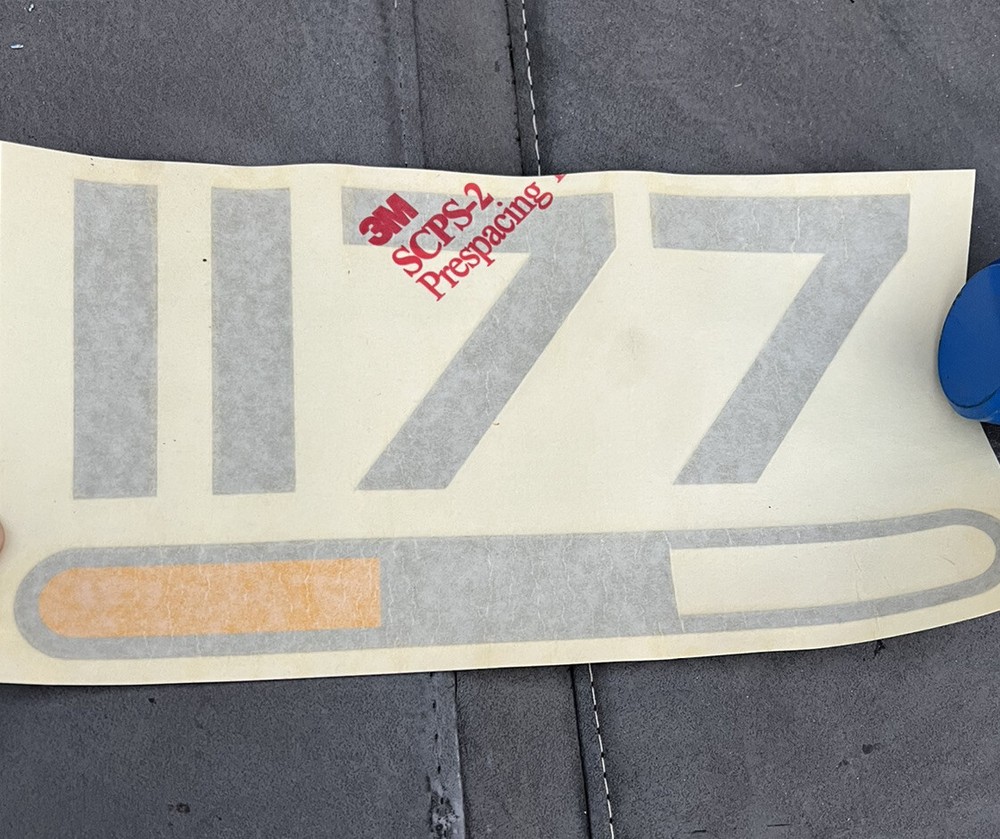 1177
3M
SCPS-2
Prespacing